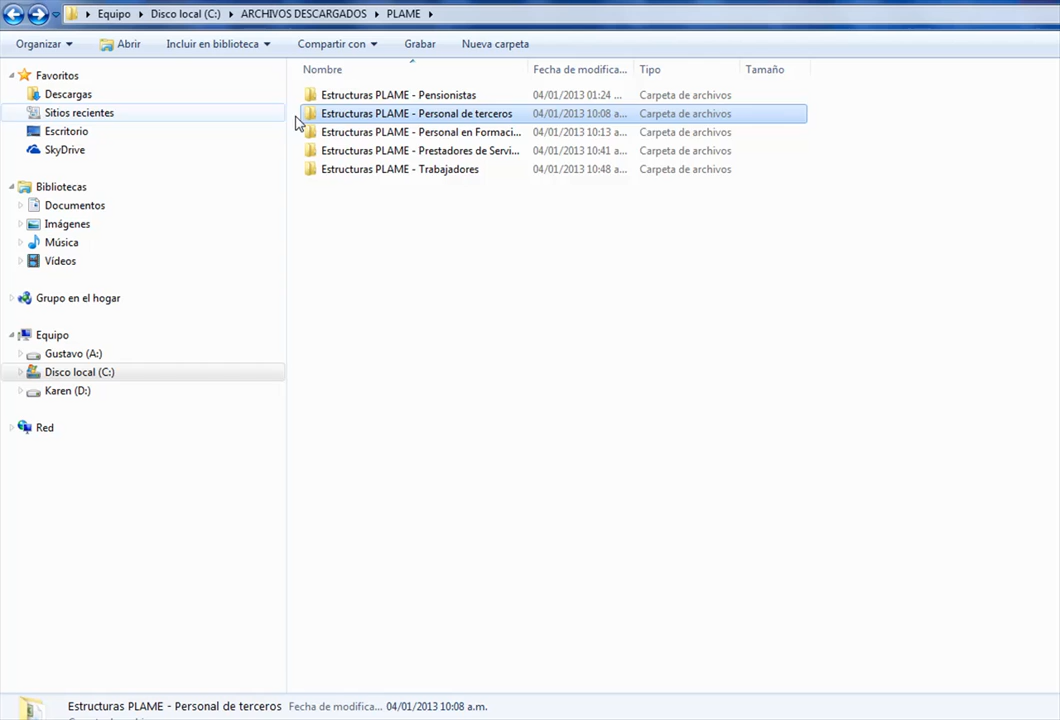 Equipo Disco local (C:) ARCHIVOS DESCARGADOS PLAME
Organizar Abrir Incluir en biblioteca Compartir con Grabar Nueva carpeta
Nombre Fecha de modifica... Tipo Tamaño
Estructuras PLAME - Pensionistas 04/01/2013 01:24 ... Carpeta de archivos
Estructuras PLAME - Personal de terceros 04/01/2013 10:08 a... Carpeta de archivos
Estructuras PLAME - Personal en Formaci... 04/01/2013 10:13 a... Carpeta de archivos
Estructuras PLAME - Prestadores de Servi... 04/01/2013 10:41 a... Carpeta de archivos
Estructuras PLAME - Trabajadores 04/01/2013 10:48 a... Carpeta de archivos
Favoritos
Descargas
Sitios recientes
Escritorio
SkyDrive
Bibliotecas
Documentos
Imágenes
Música
Vídeos
Grupo en el hogar
Equipo
Gustavo (A:)
Disco local (C:)
Karen (D:)
Red
Estructuras PLAME - Personal de terceros Fecha de modifica... 04/01/2013 10:08 a.m.